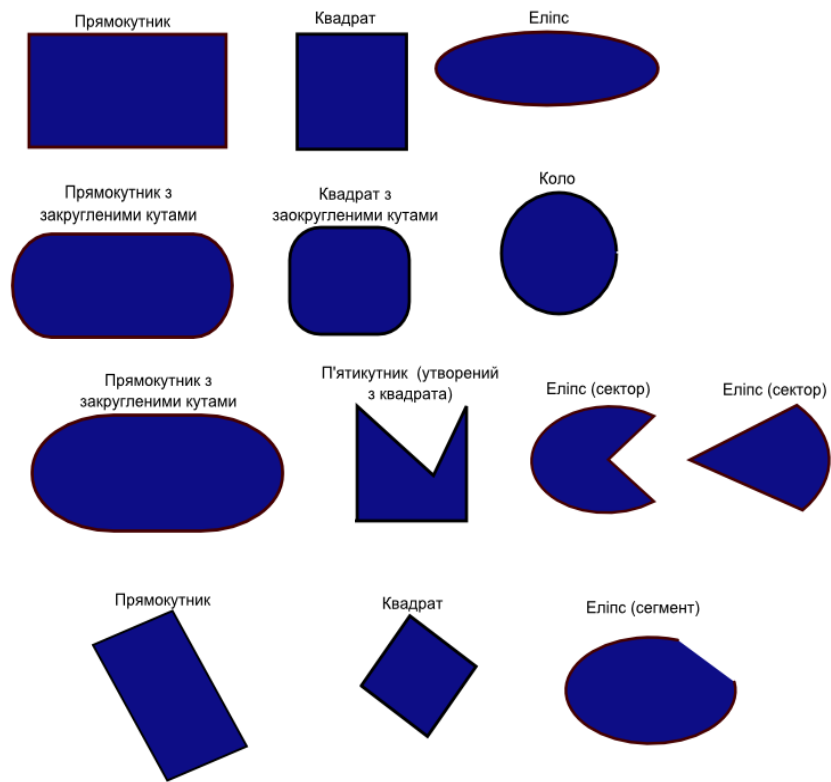 Прямокутник
Квадрат
Еліпс
Прямокутник з
закругленими кутами
Квадрат з
заокругленими кутами
Коло
Прямокутник з
закругленими кутами
П'ятикутник (утворений
з квадрата)
Еліпс (сектор)
Еліпс (сектор)
Прямокутник
Квадрат
Еліпс (сегмент)